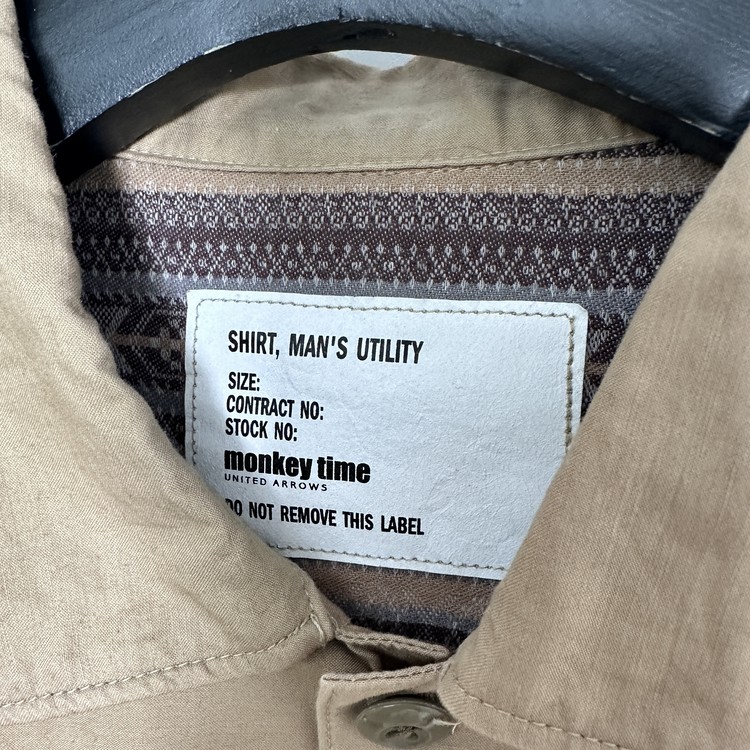 SHIRT, MAN'S UTILITY
SIZE:
CONTRACT NO:
STOCK NO:
monkey time
UNITED ARROWS
DO NOT REMOVE THIS LABEL